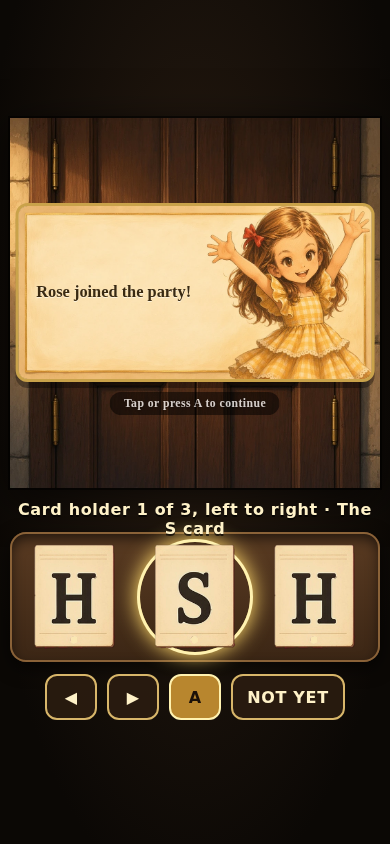 Rose joined the party!
Tap or press A to continue
Card holder 1 of 3, left to right · The
S card
H S H
◀ ▶ A NOT YET